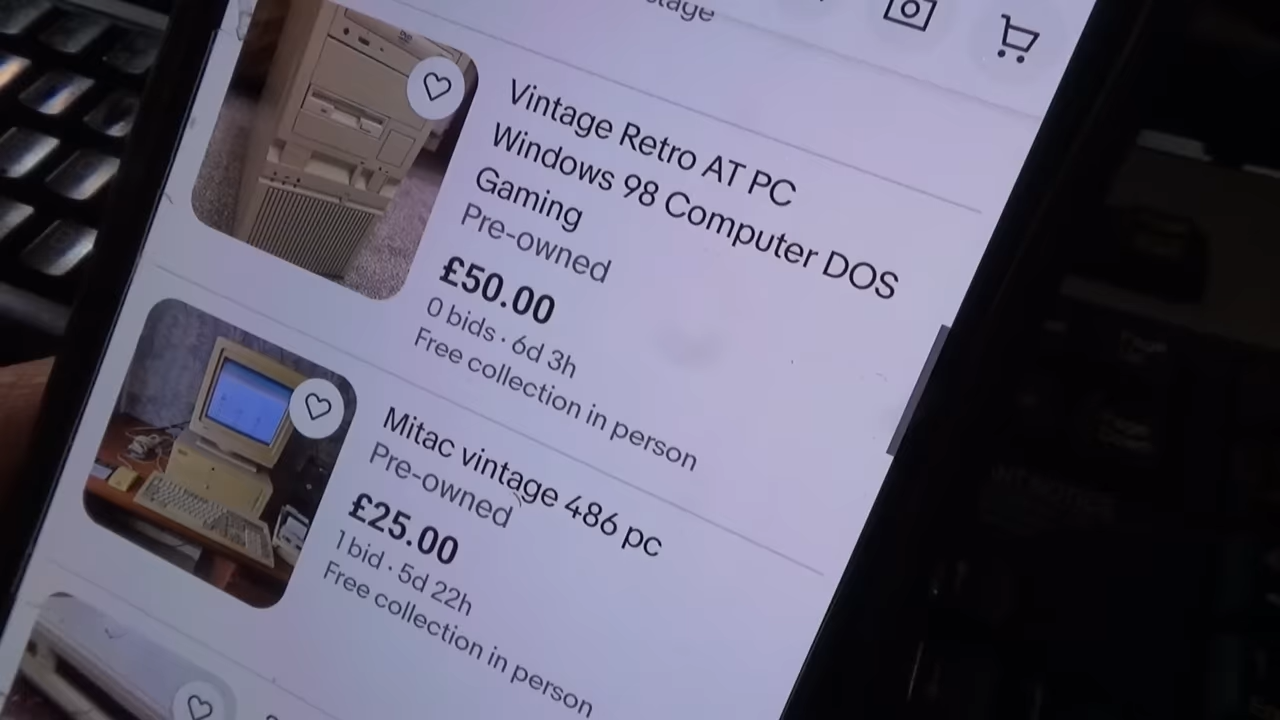 Vintage Retro AT PC
Windows 98 Computer DOS
Gaming
Pre-owned
£50.00
0 bids · 6d 3h
Free collection in person
Mitac vintage 486 pc
Pre-owned
£25.00
1 bid · 5d 22h
Free collection in person